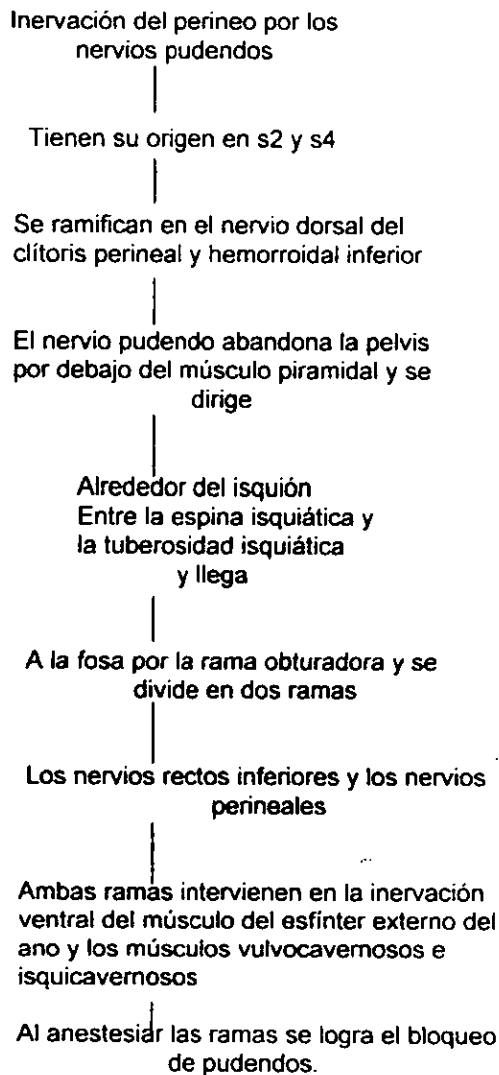 Inervación del perineo por los
nervios pudendos
Tienen su origen en s2 y s4
Se ramifican en el nervio dorsal del
clítoris perineal y hemorroidal inferior
El nervio pudendo abandona la pelvis
por debajo del músculo piramidal y se
dirige
Alrededor del isquión
Entre la espina isquiática y
la tuberosidad isquiática
y llega
A la fosa por la rama obturadora y se
divide en dos ramas
Los nervios rectos inferiores y los nervios
perineales
Ambas ramas intervienen en la inervación
ventral del músculo del esfínter externo del
ano y los músculos vulvocavernosos e
isquicavernosos
Al anestesiar las ramas se logra el bloqueo
de pudendos.